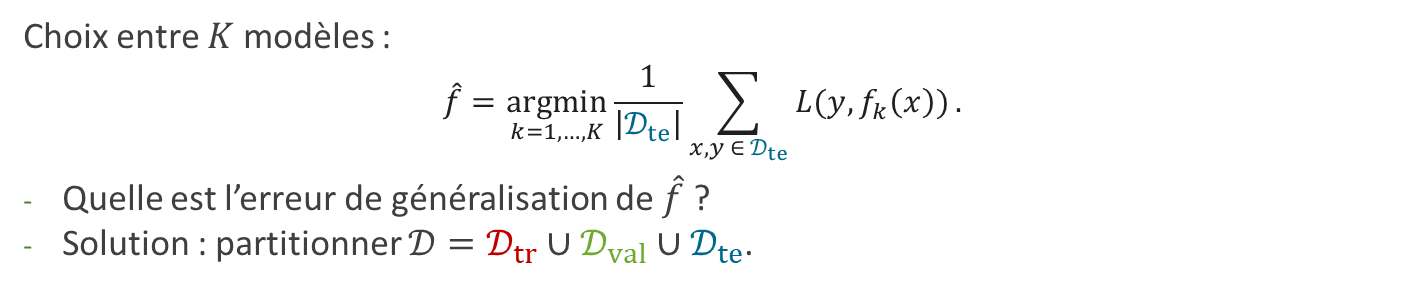 Choix entre K modèles :
f̂ = argmin_{k=1,…,K} 1/|𝒟_te| ∑_{x,y ∈ 𝒟_te} L(y, f_k(x)) .
- Quelle est l’erreur de généralisation de f̂ ?
- Solution : partitionner 𝒟 = 𝒟_tr ∪ 𝒟_val ∪ 𝒟_te.